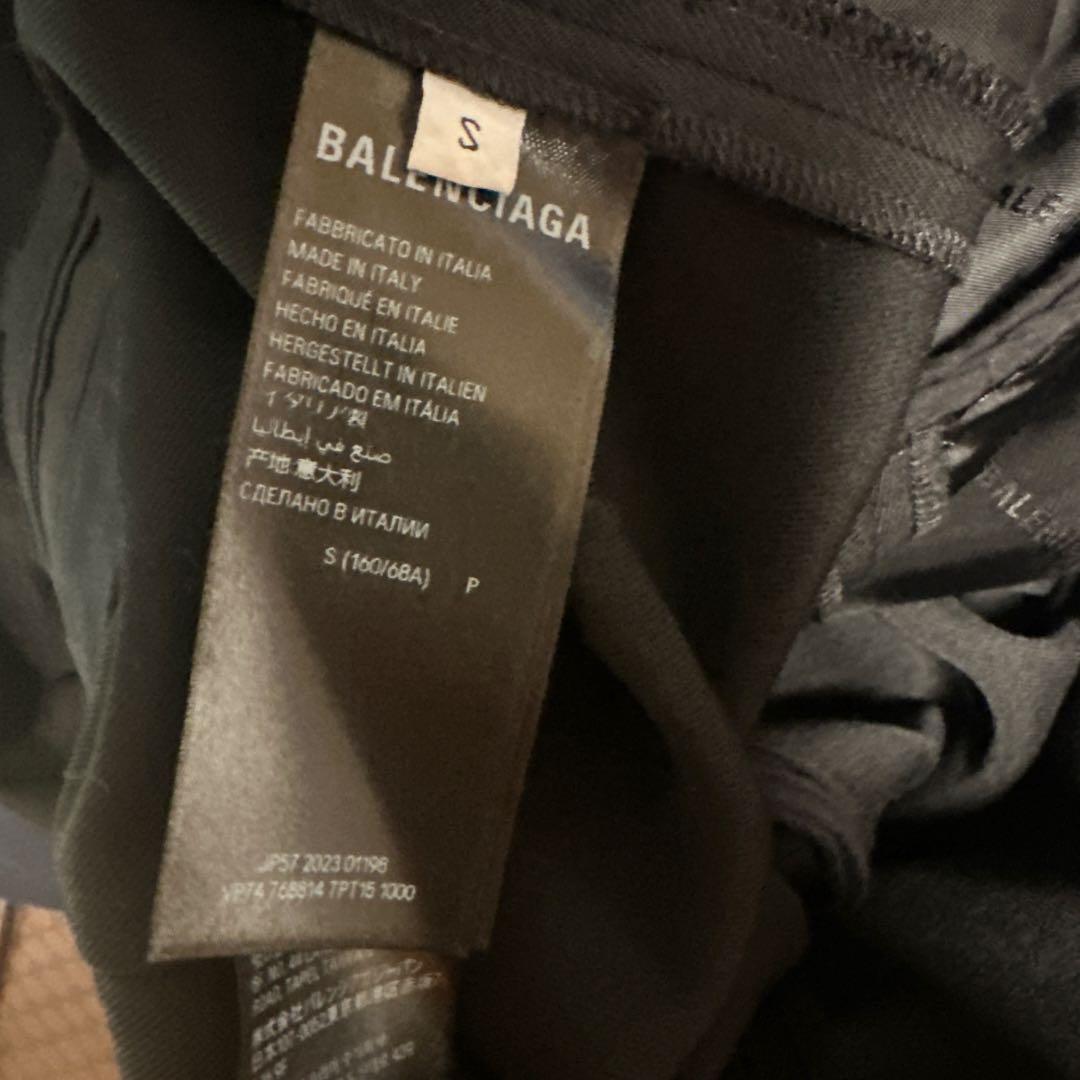 S
BALENCIAGA
FABBRICATO IN ITALIA
MADE IN ITALY
FABRIQUÉ EN ITALIE
HECHO EN ITALIA
HERGESTELLT IN ITALIEN
FABRICADO EM ITÁLIA
イタリア製
صنع في إيطاليا
产地:意大利
СДЕЛАНО В ИТАЛИИ
S (160/68A) P
JP57 2023 01198
VP74 768814 TPT15 1000